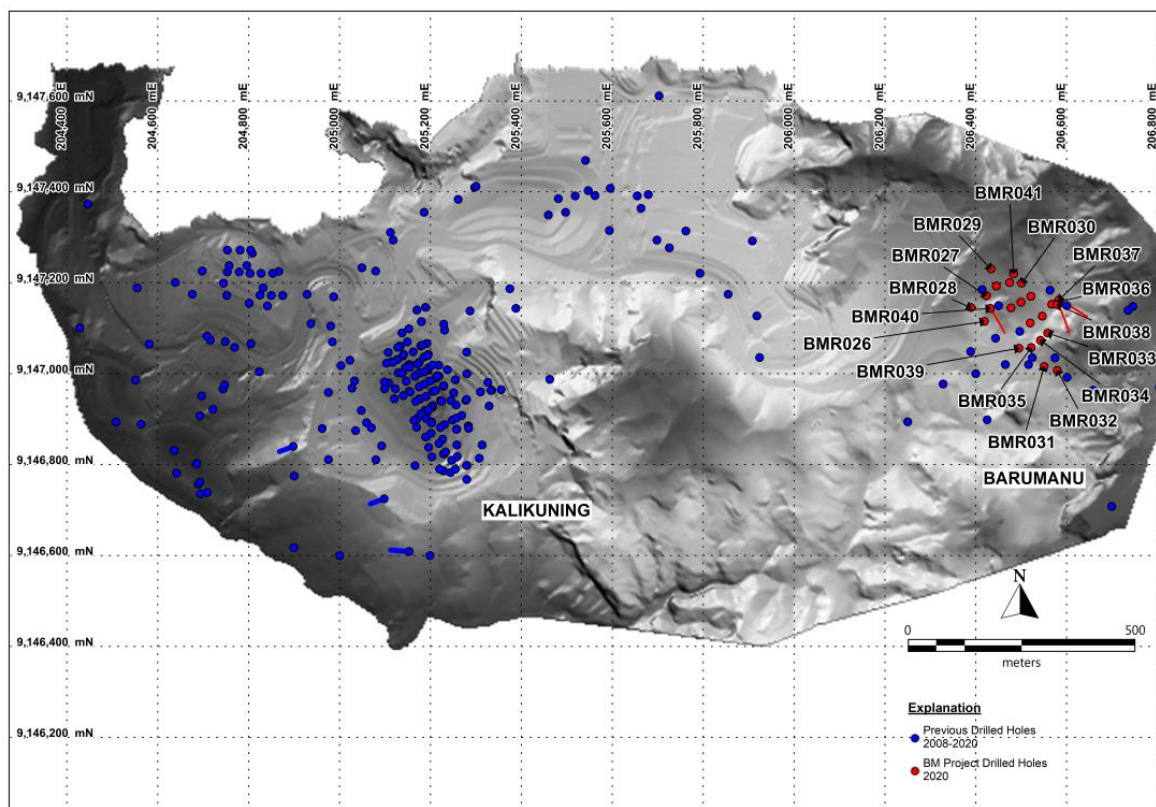 204,400 mE
204,600 mE
204,800 mE
205,000 mE
205,200 mE
205,400 mE
205,600 mE
205,800 mE
206,000 mE
206,200 mE
206,400 mE
206,600 mE
206,800 mE
9,147,600 mN
9,147,400 mN
9,147,200 mN
9,147,000 mN
9,146,800 mN
9,146,600 mN
9,146,400 mN
9,146,200 mN
BMR041
BMR029
BMR030
BMR027
BMR037
BMR028
BMR036
BMR040
BMR038
BMR026
BMR033
BMR039
BMR034
BMR035
BMR032
BMR031
BARUMANU
KALIKUNING
N
0 500
meters
Explanation
Previous Drilled Holes
2008-2020
BM Project Drilled Holes
2020